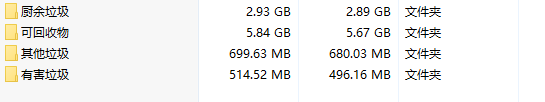 厨余垃圾 2.93 GB 2.89 GB 文件夹
可回收物 5.84 GB 5.67 GB 文件夹
其他垃圾 699.63 MB 680.03 MB 文件夹
有害垃圾 514.52 MB 496.16 MB 文件夹